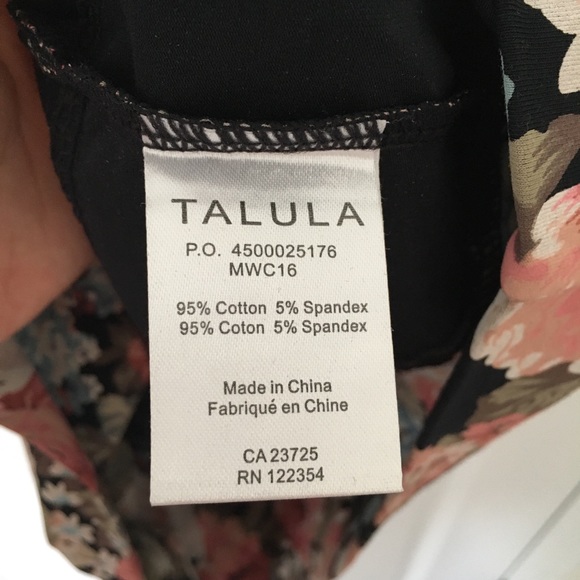 TALULA
P.O. 4500025176
MWC16
95% Cotton 5% Spandex
95% Coton 5% Spandex
Made in China
Fabriqué en Chine
CA 23725
RN 122354